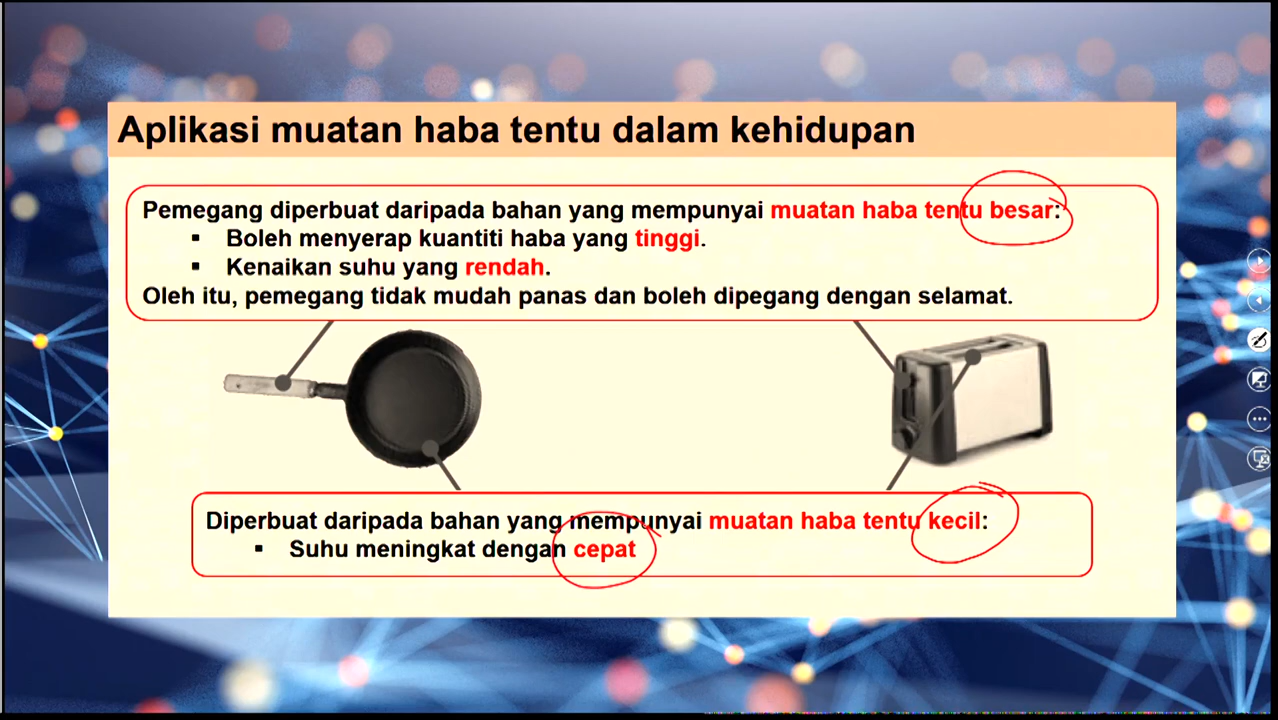 Aplikasi muatan haba tentu dalam kehidupan
Pemegang diperbuat daripada bahan yang mempunyai muatan haba tentu besar:
▪ Boleh menyerap kuantiti haba yang tinggi.
▪ Kenaikan suhu yang rendah.
Oleh itu, pemegang tidak mudah panas dan boleh dipegang dengan selamat.
Diperbuat daripada bahan yang mempunyai muatan haba tentu kecil:
▪ Suhu meningkat dengan cepat